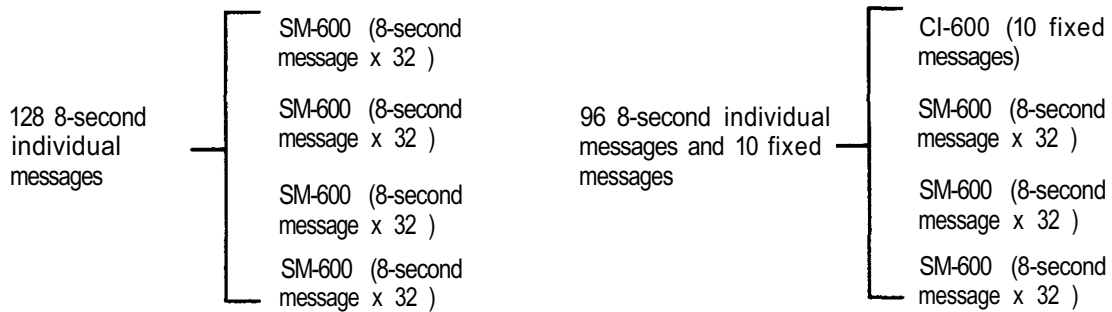 128 8-second
individual
messages
SM-600 (8-second
message x 32 )
SM-600 (8-second
message x 32 )
SM-600 (8-second
message x 32 )
SM-600 (8-second
message x 32 )
96 8-second individual
messages and 10 fixed
messages
CI-600 (10 fixed
messages)
SM-600 (8-second
message x 32 )
SM-600 (8-second
message x 32 )
SM-600 (8-second
message x 32 )